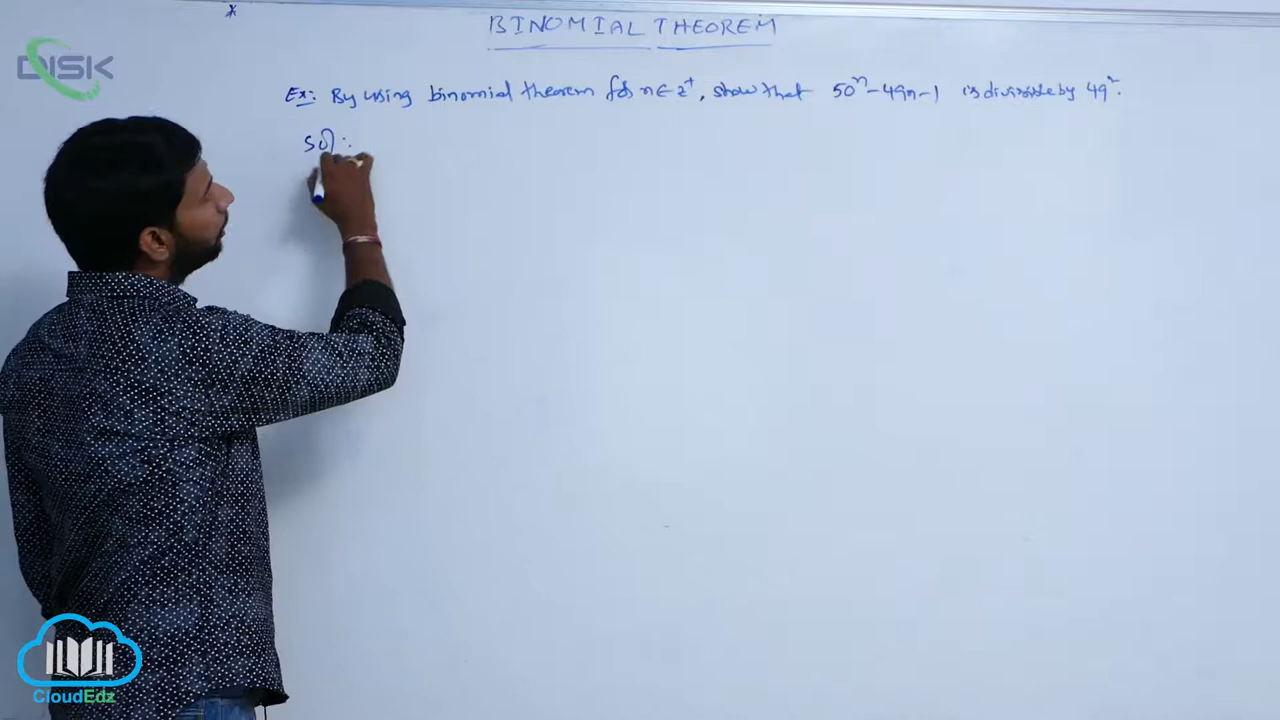 BINOMIAL THEOREM
DISK
Ex: By using binomial theorem for n∈z⁺, show that 50ⁿ-49n-1 is divisible by 49².
Sol:
CloudEdz